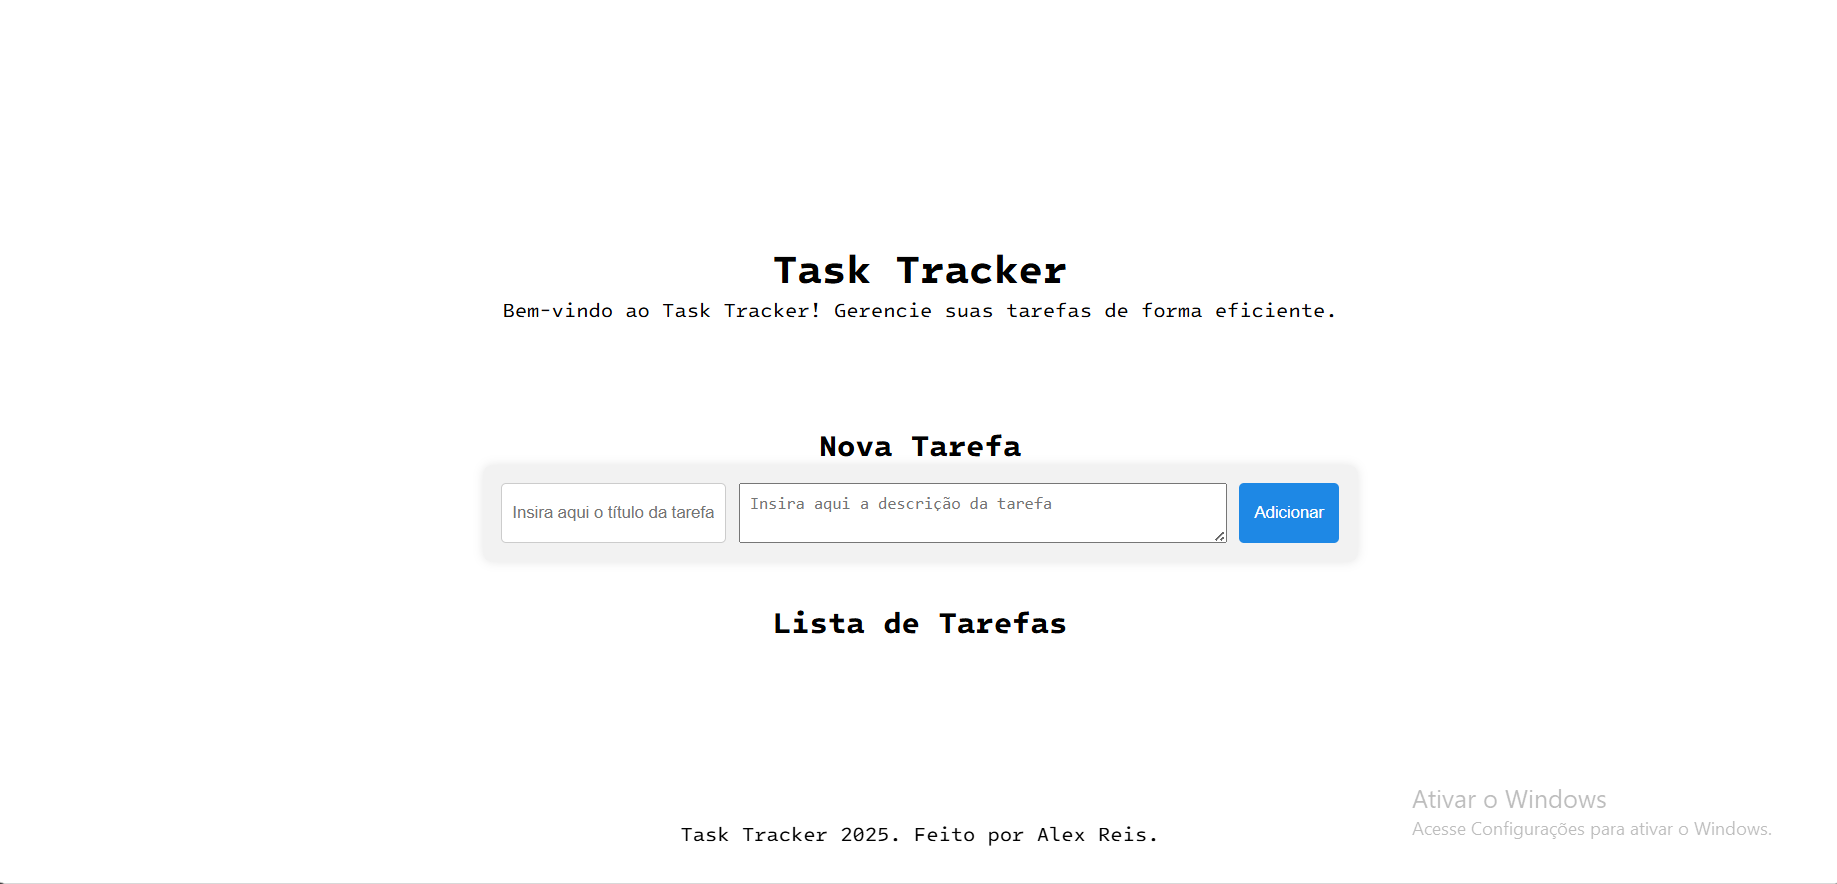 Task Tracker
Bem-vindo ao Task Tracker! Gerencie suas tarefas de forma eficiente.
Nova Tarefa
Insira aqui o título da tarefa
Insira aqui a descrição da tarefa
Adicionar
Lista de Tarefas
Ativar o Windows
Acesse Configurações para ativar o Windows.
Task Tracker 2025. Feito por Alex Reis.